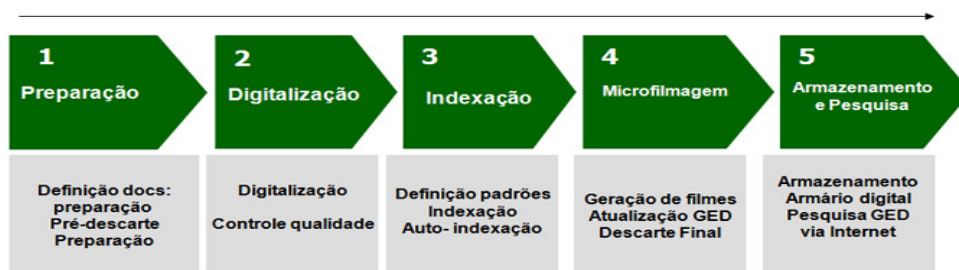 1
Preparação
2
Digitalização
3
Indexação
4
Microfilmagem
5
Armazenamento
e Pesquisa
Definição docs:
preparação
Pré-descarte
Preparação
Digitalização
Controle qualidade
Definição padrões
Indexação
Auto- indexação
Geração de filmes
Atualização GED
Descarte Final
Armazenamento
Armário digital
Pesquisa GED
via Internet